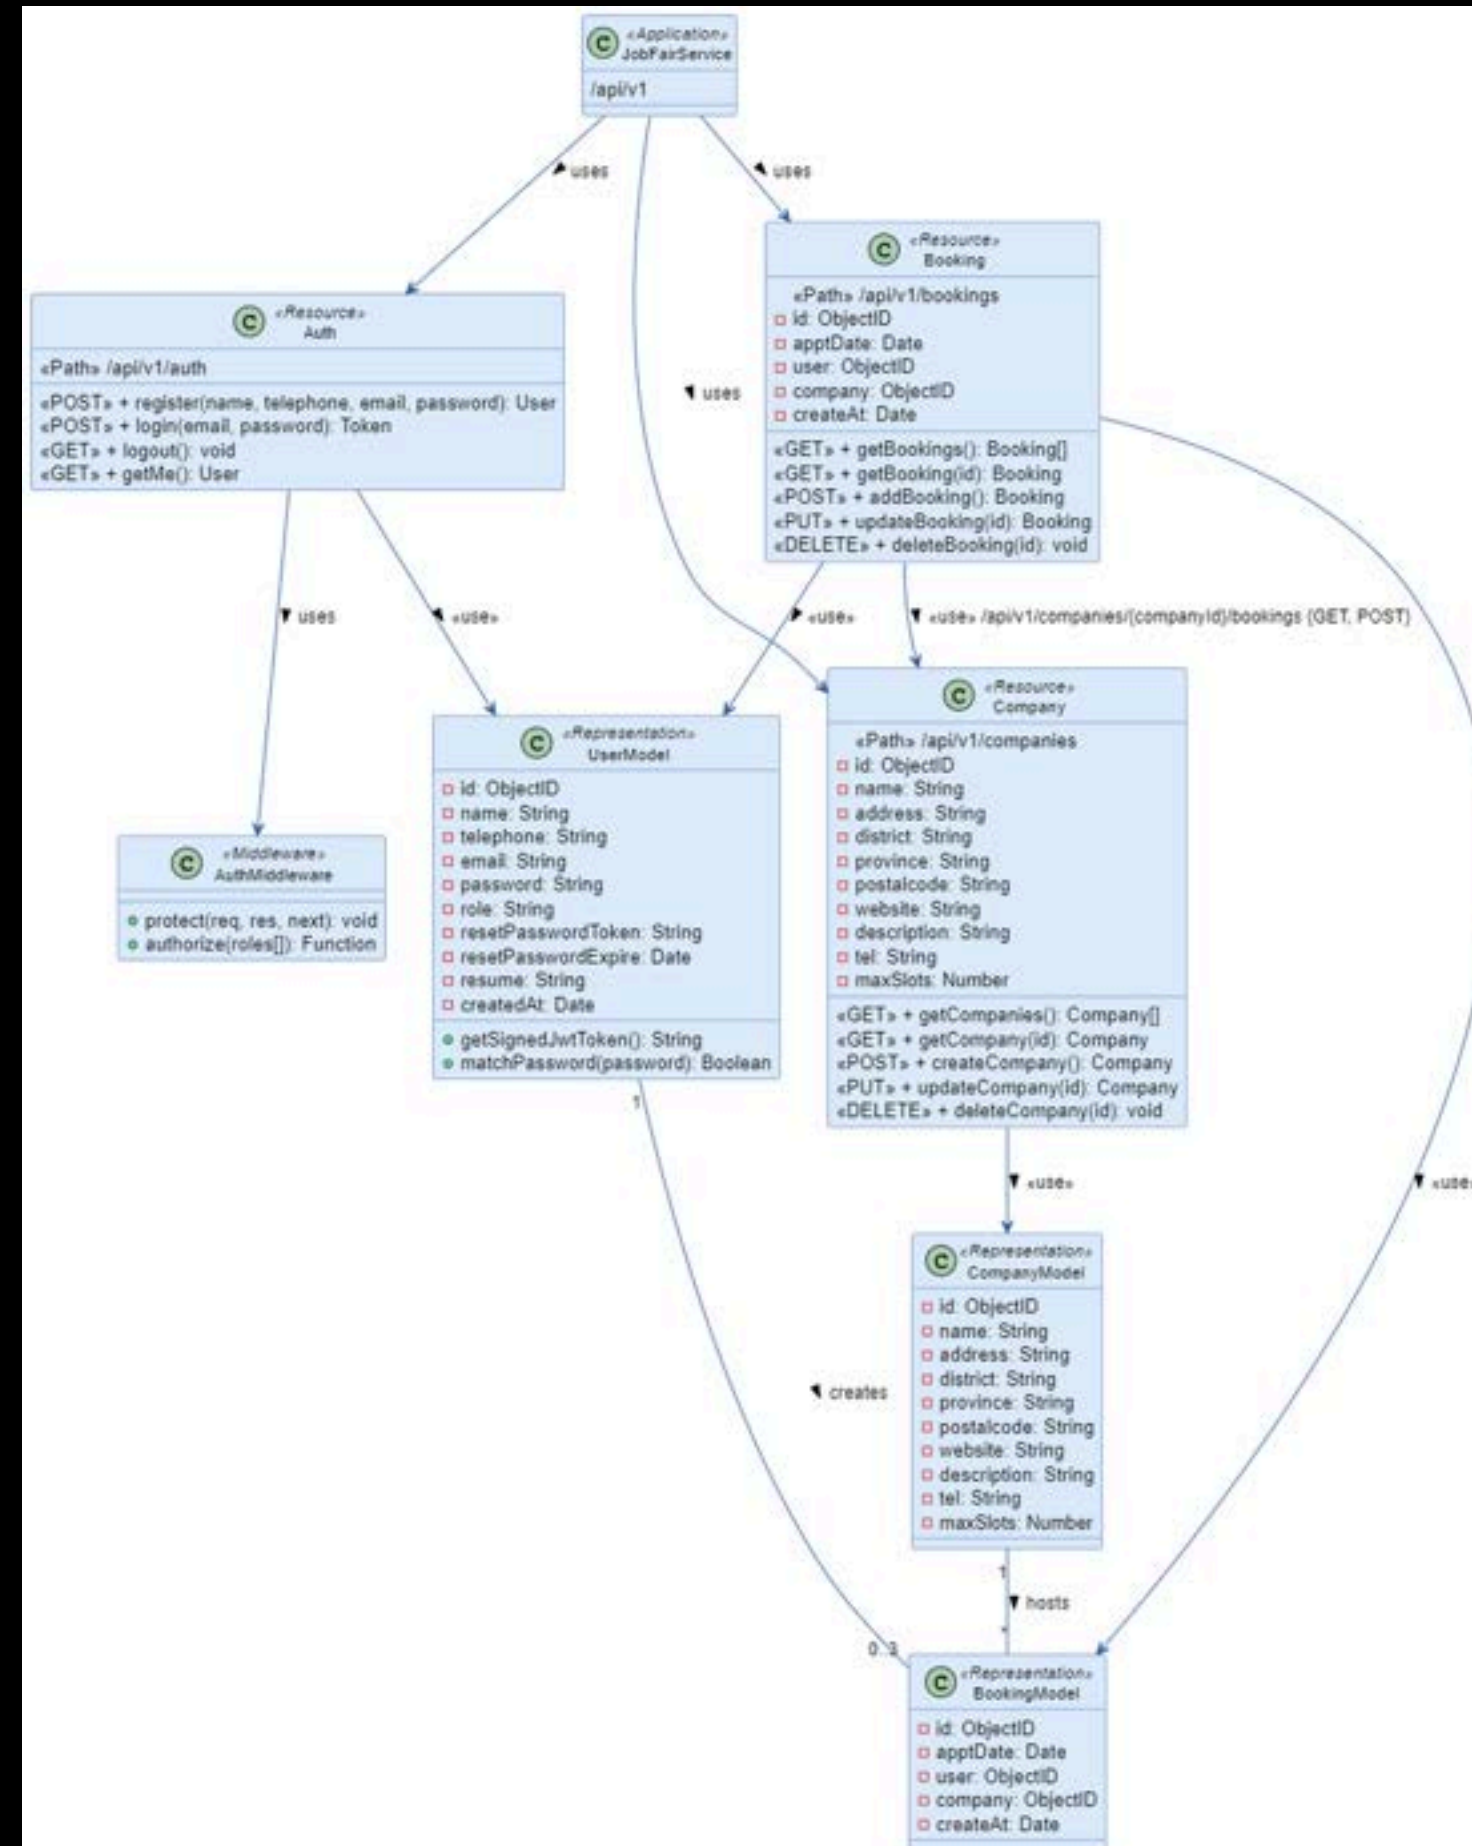 «Application»
C JobFairService
/api/v1
uses
uses
«Resource»
C Booking
«Path» /api/v1/bookings
id: ObjectID
apptDate: Date
user: ObjectID
company: ObjectID
createAt: Date
«GET» + getBookings(): Booking[]
«GET» + getBooking(id): Booking
«POST» + addBooking(): Booking
«PUT» + updateBooking(id): Booking
«DELETE» + deleteBooking(id): void
«Resource»
C Auth
«Path» /api/v1/auth
«POST» + register(name, telephone, email, password): User
«POST» + login(email, password): Token
«GET» + logout(): void
«GET» + getMe(): User
uses
uses
«use»
«use»
«use» /api/v1/companies/{companyId}/bookings (GET, POST)
«Resource»
C Company
«Path» /api/v1/companies
id: ObjectID
name: String
address: String
district: String
province: String
postalcode: String
website: String
description: String
tel: String
maxSlots: Number
«GET» + getCompanies(): Company[]
«GET» + getCompany(id): Company
«POST» + createCompany(): Company
«PUT» + updateCompany(id): Company
«DELETE» + deleteCompany(id): void
«Representation»
C UserModel
id: ObjectID
name: String
telephone: String
email: String
password: String
role: String
resetPasswordToken: String
resetPasswordExpire: Date
resume: String
createdAt: Date
getSignedJwtToken(): String
matchPassword(password): Boolean
«Middleware»
C AuthMiddleware
protect(req, res, next): void
authorize(roles[]): Function
1
«use»
«use»
«Representation»
C CompanyModel
id: ObjectID
name: String
address: String
district: String
province: String
postalcode: String
website: String
description: String
tel: String
maxSlots: Number
creates
1
hosts
*
0..3
«Representation»
C BookingModel
id: ObjectID
apptDate: Date
user: ObjectID
company: ObjectID
createAt: Date